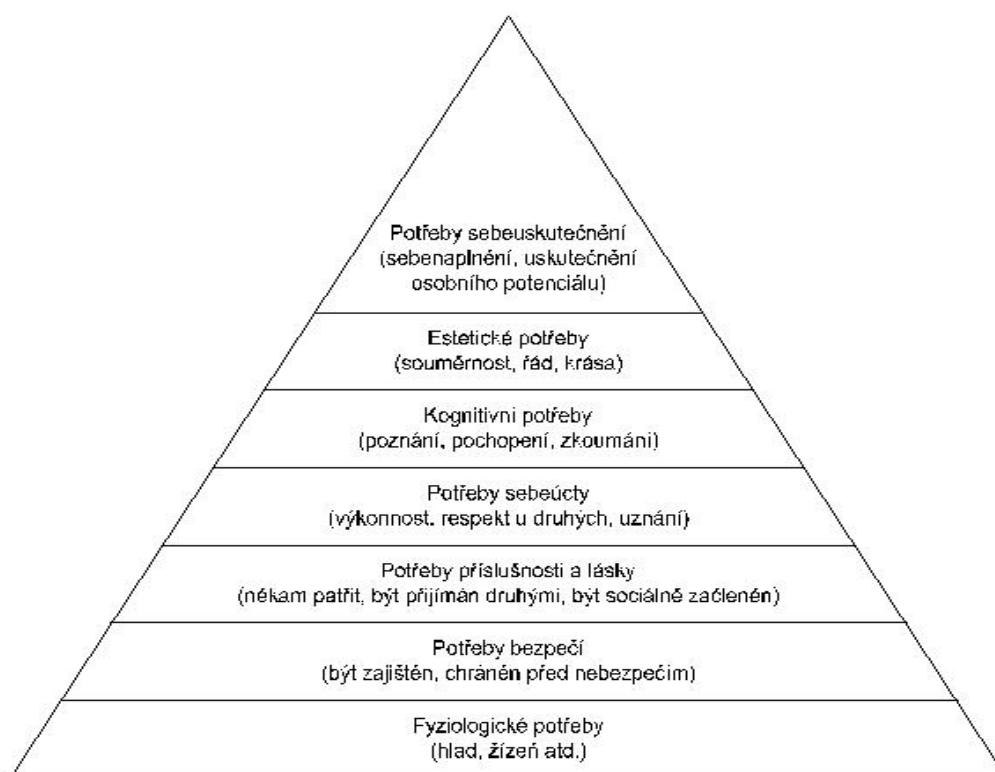 Potřeby sebeuskutečnění
(sebenaplnění, uskutečnění
osobního potenciálu)
Estetické potřeby
(souměrnost, řád, krása)
Kognitivni potřeby
(poznání, pochopení, zkoumáni)
Potřeby sebeúcty
(výkonnost. respekt u druhých, uznání)
Potřeby příslušnosti a lásky
(někam patřit, být přijímán druhými, být sociálně začleněn)
Potřeby bezpečí
(být zajištěn, chráněn před nebezpečím)
Fyziologické potřeby
(hlad, žízeň atd.)